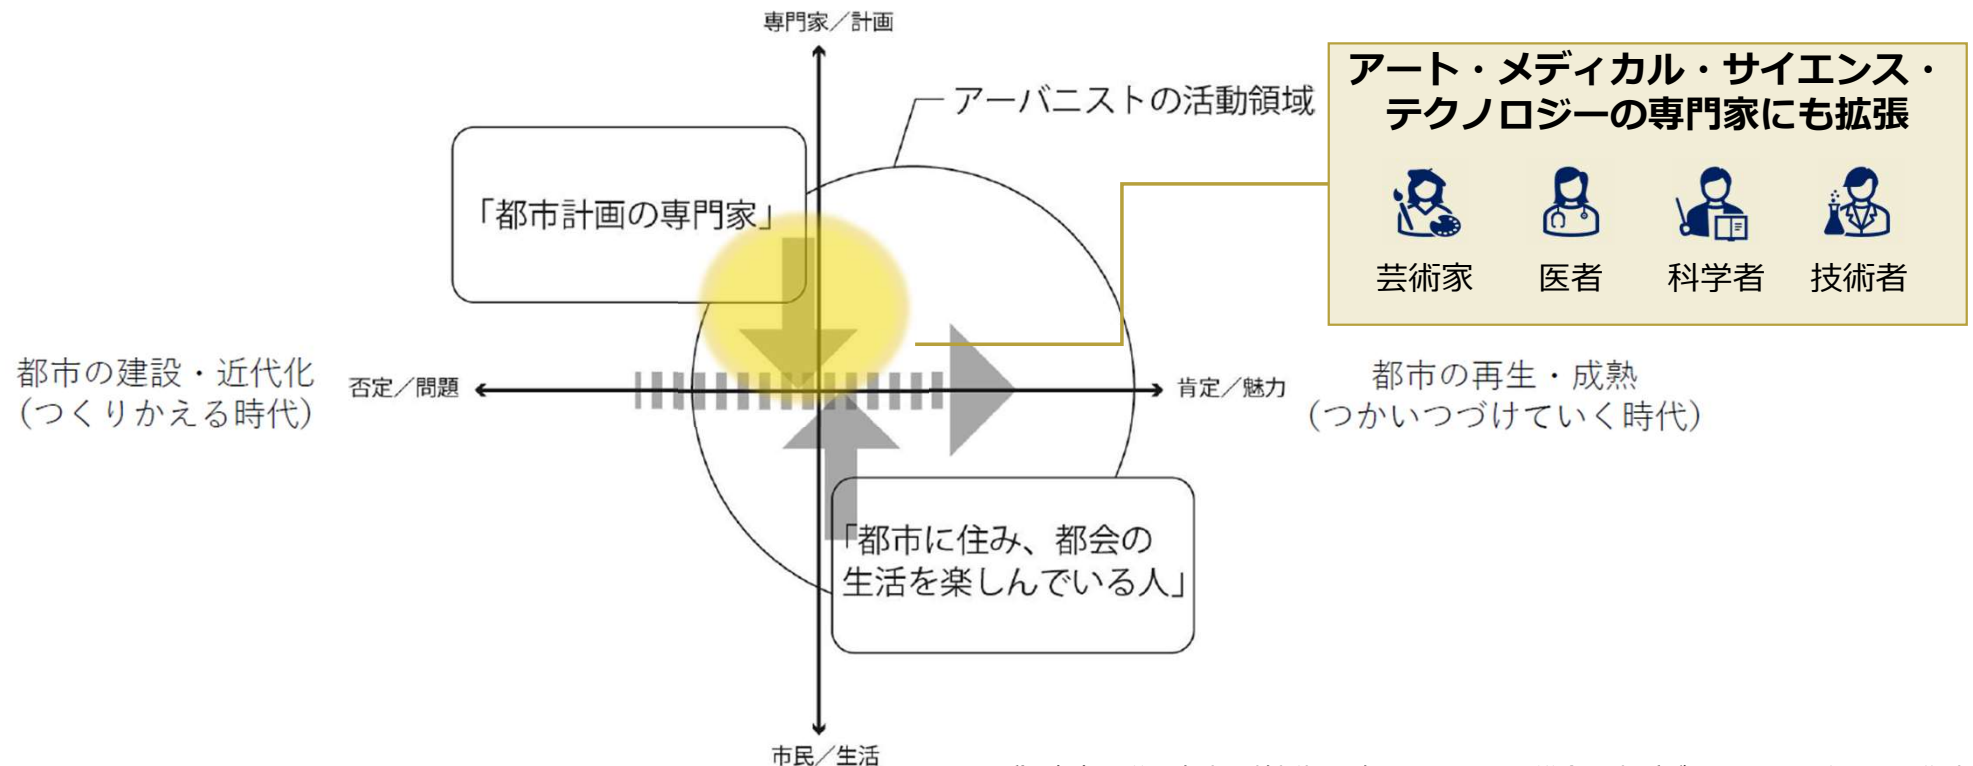 専門家／計画
アーバニストの活動領域
アート・メディカル・サイエンス・
テクノロジーの専門家にも拡張
芸術家
医者
科学者
技術者
「都市計画の専門家」
都市の建設・近代化
（つくりかえる時代）
否定／問題
肯定／魅力
都市の再生・成熟
（つかいつづけていく時代）
「都市に住み、都会の
生活を楽しんでいる人」
市民／生活